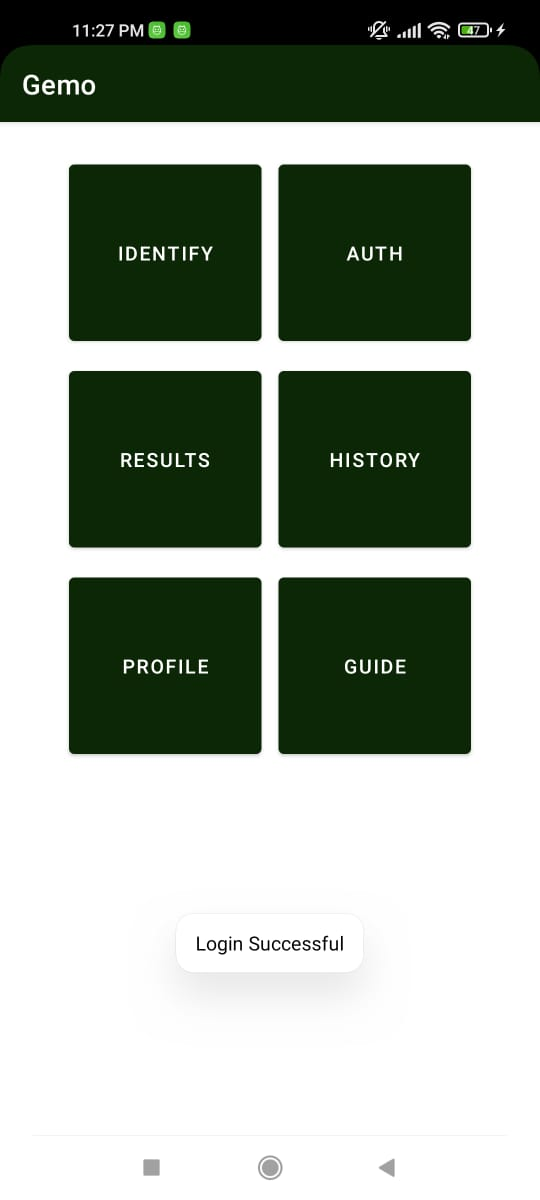 11:27 PM
47
Gemo
IDENTIFY
AUTH
RESULTS
HISTORY
PROFILE
GUIDE
Login Successful